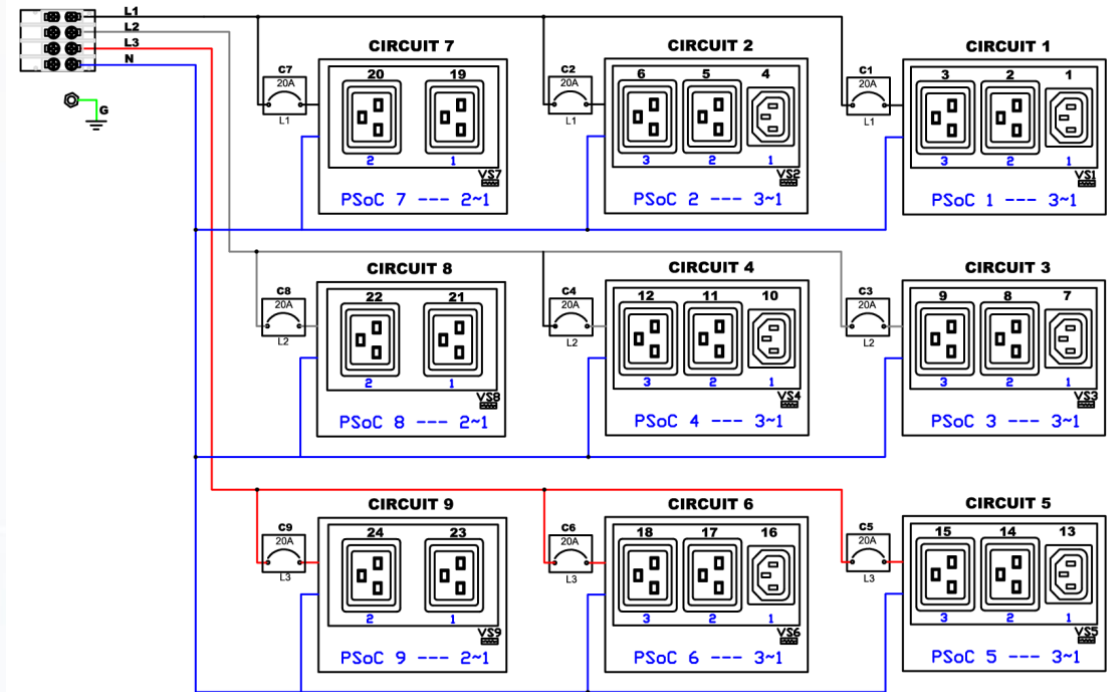 L1
L2
L3
N
G
CIRCUIT 7
C7
20A
L1
20 19
2 1
VS7
PSoC 7 --- 2~1
CIRCUIT 2
C2
20A
L1
6 5 4
3 2 1
VS2
PSoC 2 --- 3~1
CIRCUIT 1
C1
20A
L1
3 2 1
3 2 1
VS1
PSoC 1 --- 3~1
CIRCUIT 8
C8
20A
L2
22 21
2 1
VS8
PSoC 8 --- 2~1
CIRCUIT 4
C4
20A
L2
12 11 10
3 2 1
VS4
PSoC 4 --- 3~1
CIRCUIT 3
C3
20A
L2
9 8 7
3 2 1
VS3
PSoC 3 --- 3~1
CIRCUIT 9
C9
20A
L3
24 23
2 1
VS9
PSoC 9 --- 2~1
CIRCUIT 6
C6
20A
L3
18 17 16
3 2 1
VS6
PSoC 6 --- 3~1
CIRCUIT 5
C5
20A
L3
15 14 13
3 2 1
VS5
PSoC 5 --- 3~1